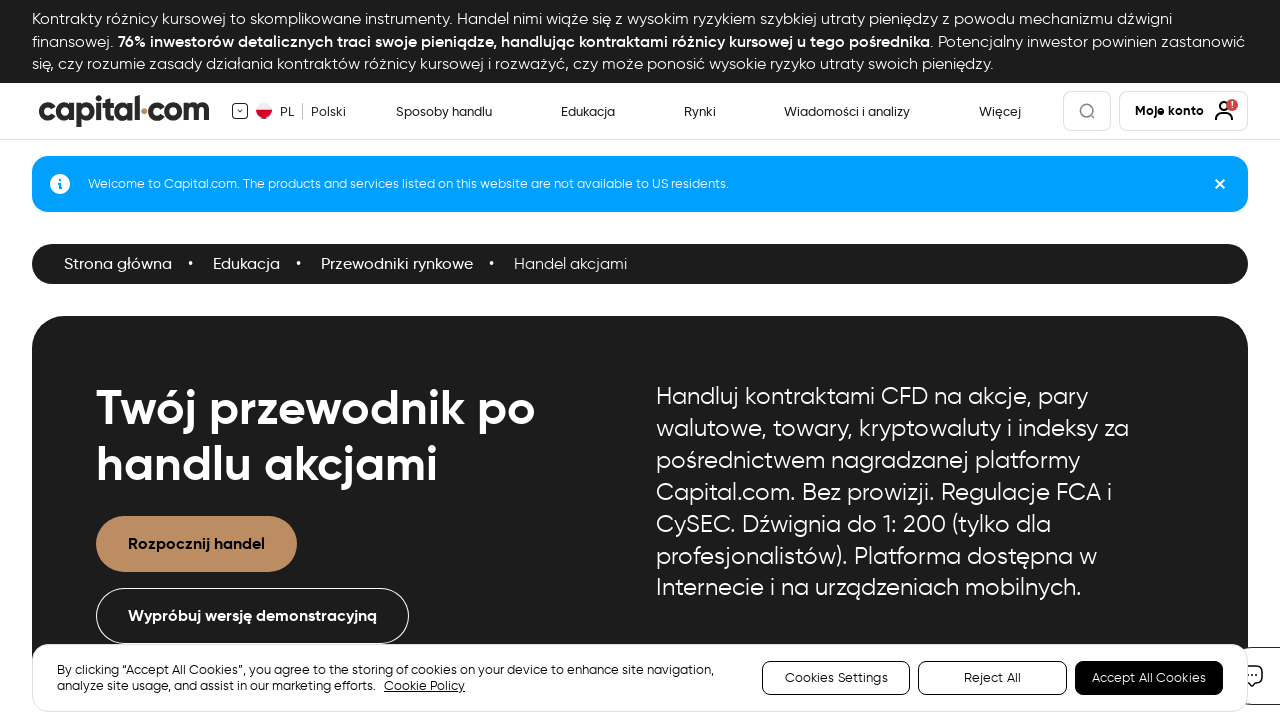 Kontrakty różnicy kursowej to skomplikowane instrumenty. Handel nimi wiąże się z wysokim ryzykiem szybkiej utraty pieniędzy z powodu mechanizmu dźwigni
finansowej. 76% inwestorów detalicznych traci swoje pieniądze, handlując kontraktami różnicy kursowej u tego pośrednika. Potencjalny inwestor powinien zastanowić
się, czy rozumie zasady działania kontraktów różnicy kursowej i rozważyć, czy może ponosić wysokie ryzyko utraty swoich pieniędzy.
capital.com PL Polski Sposoby handlu Edukacja Rynki Wiadomości i analizy Więcej Moje konto
Welcome to Capital.com. The products and services listed on this website are not available to US residents.
Strona główna • Edukacja • Przewodniki rynkowe • Handel akcjami
Twój przewodnik po
handlu akcjami
Rozpocznij handel
Wypróbuj wersję demonstracyjną
Handluj kontraktami CFD na akcje, pary
walutowe, towary, kryptowaluty i indeksy za
pośrednictwem nagradzanej platformy
Capital.com. Bez prowizji. Regulacje FCA i
CySEC. Dźwignia do 1: 200 (tylko dla
profesjonalistów). Platforma dostępna w
Internecie i na urządzeniach mobilnych.
By clicking “Accept All Cookies”, you agree to the storing of cookies on your device to enhance site navigation,
analyze site usage, and assist in our marketing efforts. Cookie Policy
Cookies Settings
Reject All
Accept All Cookies